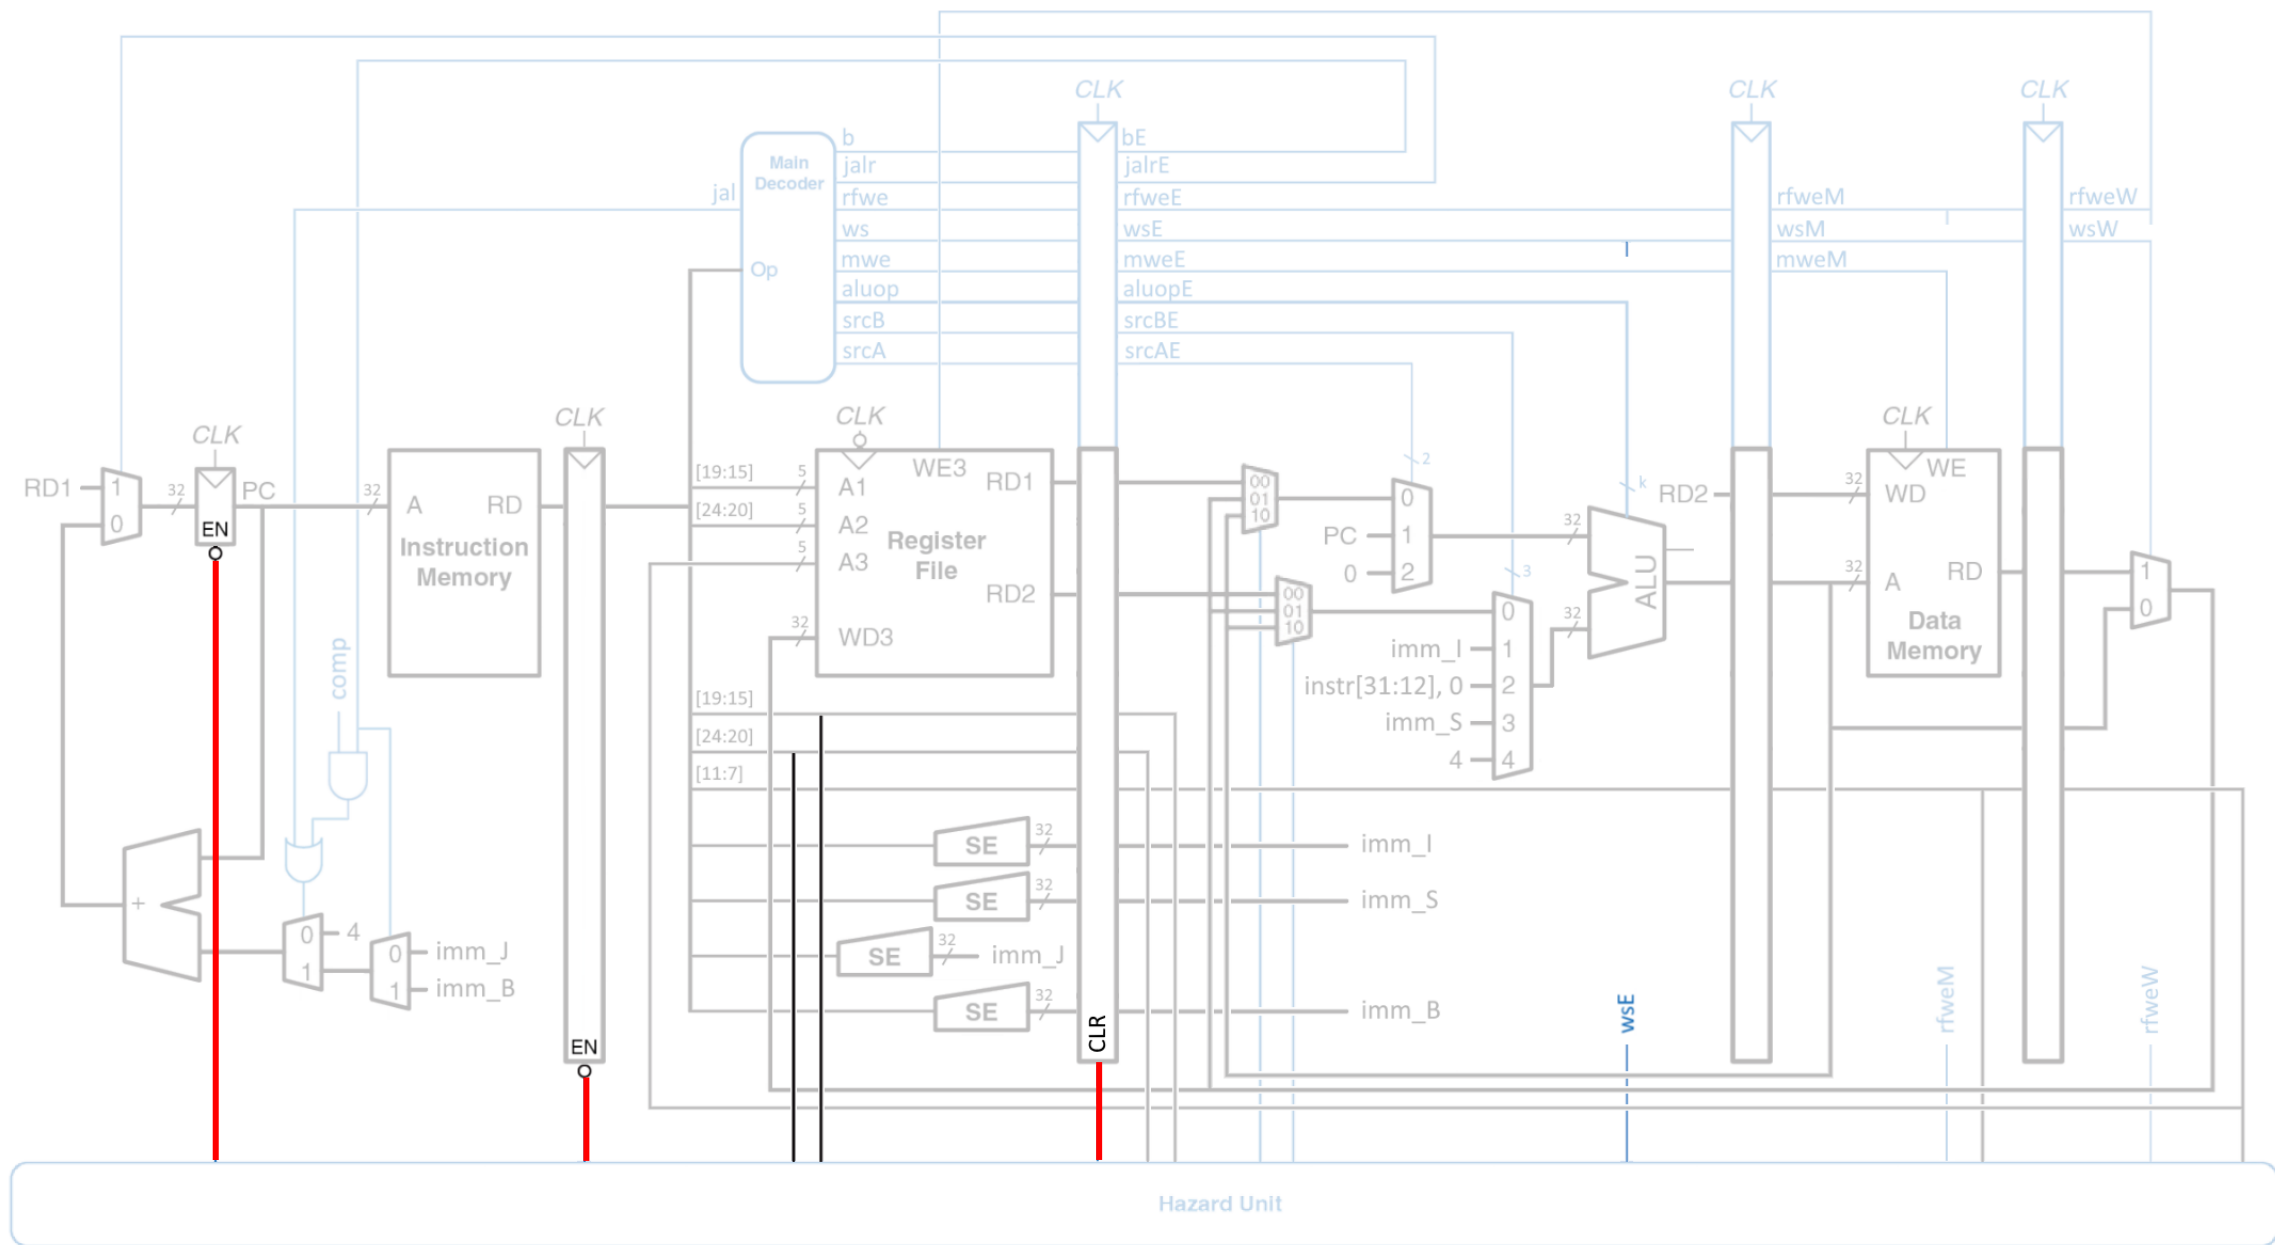 CLK
CLK
CLK
b
bE
Main
Decoder
jalr
jalrE
jal
rfwe
rfweE
rfweM
rfweW
ws
wsE
wsM
wsW
mwe
mweE
mweM
Op
aluop
aluopE
srcB
srcBE
srcA
srcAE
CLK
CLK
CLK
CLK
RD1
1
0
32
EN
PC
32
A
RD
Instruction
Memory
[19:15]
5
A1
[24:20]
5
A2
5
A3
32
WD3
WE3
RD1
Register
File
RD2
00
01
10
00
01
10
2
0
PC
1
0
2
3
0
imm_I
1
instr[31:12], 0
2
imm_S
3
4
4
k
32
32
ALU
RD2
32
WD
WE
32
A
RD
Data
Memory
1
0
comp
[19:15]
[24:20]
[11:7]
SE
32
imm_I
SE
32
imm_S
SE
32
imm_J
SE
32
imm_B
+
0
4
1
0
imm_J
1
imm_B
EN
CLR
wsE
rfweM
rfweW
Hazard Unit